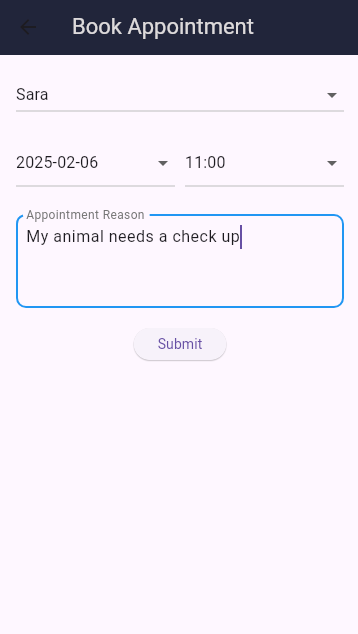 Book Appointment
Sara
2025-02-06 11:00
Appointment Reason
My animal needs a check up
Submit